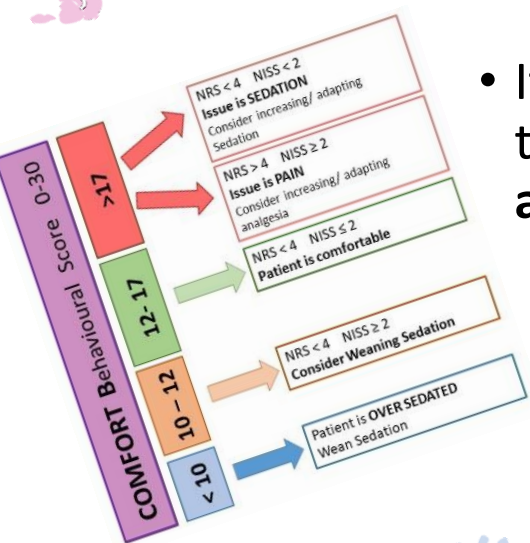 COMFORT Behavioural Score 0-30
>17
NRS < 4 NISS < 2
Issue is SEDATION
Consider increasing/ adapting
Sedation
NRS > 4 NISS ≥ 2
Issue is PAIN
Consider increasing/ adapting
analgesia
12- 17
NRS < 4 NISS ≤ 2
Patient is comfortable
10 – 12
NRS < 4 NISS ≥ 2
Consider Weaning Sedation
< 10
Patient is OVER SEDATED
Wean Sedation
•